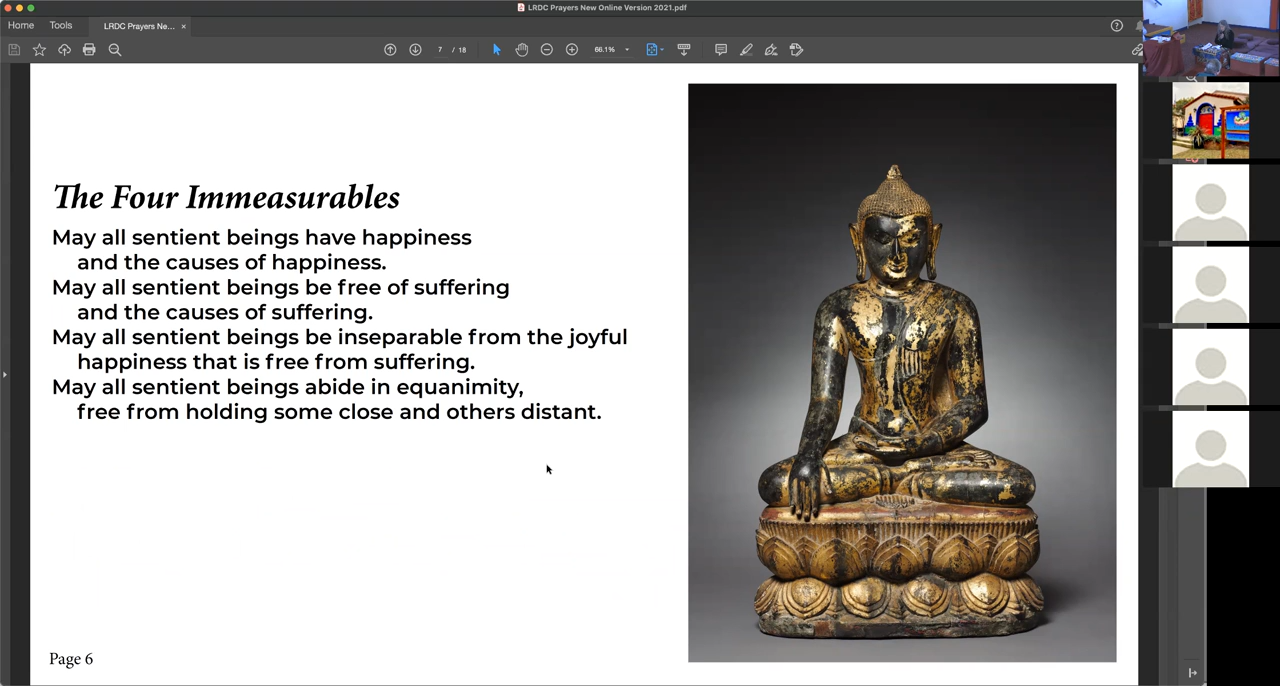 LRDC Prayers New Online Version 2021.pdf
Home Tools LRDC Prayers Ne... ×
7 / 18 66.1%
The Four Immeasurables
May all sentient beings have happiness
and the causes of happiness.
May all sentient beings be free of suffering
and the causes of suffering.
May all sentient beings be inseparable from the joyful
happiness that is free from suffering.
May all sentient beings abide in equanimity,
free from holding some close and others distant.
Page 6